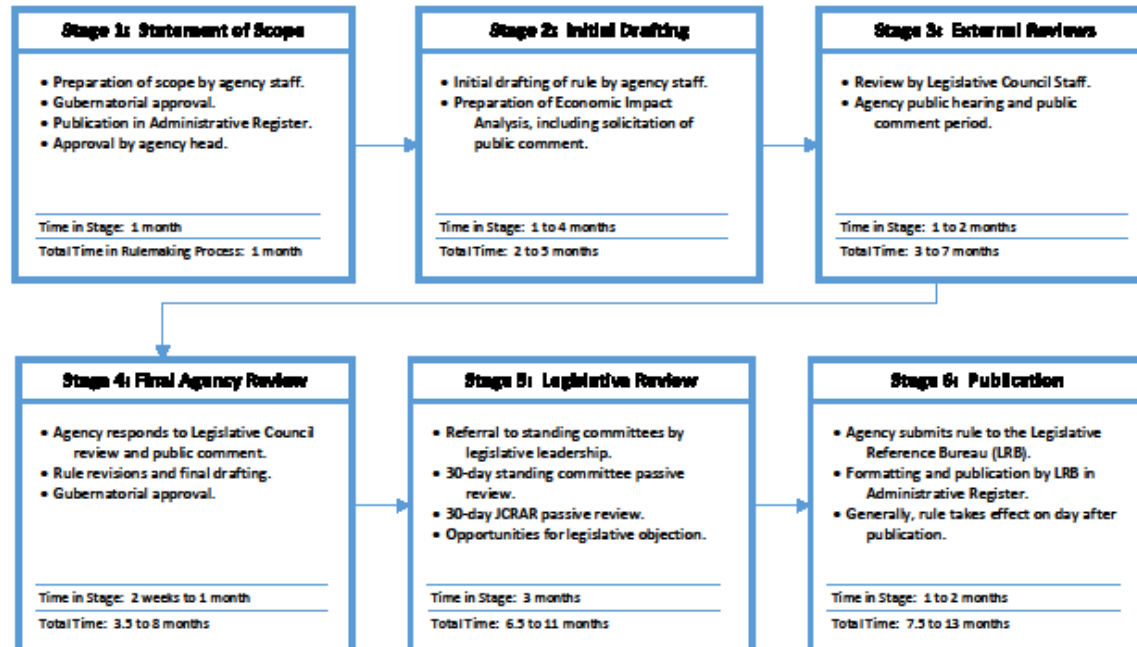 Stage 1: Statement of Scope
• Preparation of scope by agency staff.
• Gubernatorial approval.
• Publication in Administrative Register.
• Approval by agency head.
Time in Stage: 1 month
Total Time in Rulemaking Process: 1 month
Stage 2: Initial Drafting
• Initial drafting of rule by agency staff.
• Preparation of Economic Impact
Analysis, including solicitation of
public comment.
Time in Stage: 1 to 4 months
Total Time: 2 to 5 months
Stage 3: External Reviews
• Review by Legislative Council Staff.
• Agency public hearing and public
comment period.
Time in Stage: 1 to 2 months
Total Time: 3 to 7 months
Stage 4: Final Agency Review
• Agency responds to Legislative Council
review and public comment.
• Rule revisions and final drafting.
• Gubernatorial approval.
Time in Stage: 2 weeks to 1 month
Total Time: 3.5 to 8 months
Stage 5: Legislative Review
• Referral to standing committees by
legislative leadership.
• 30-day standing committee passive
review.
• 30-day JCRAR passive review.
• Opportunities for legislative objection.
Time in Stage: 3 months
Total Time: 6.5 to 11 months
Stage 6: Publication
• Agency submits rule to the Legislative
Reference Bureau (LRB).
• Formatting and publication by LRB in
Administrative Register.
• Generally, rule takes effect on day after
publication.
Time in Stage: 1 to 2 months
Total Time: 7.5 to 13 months